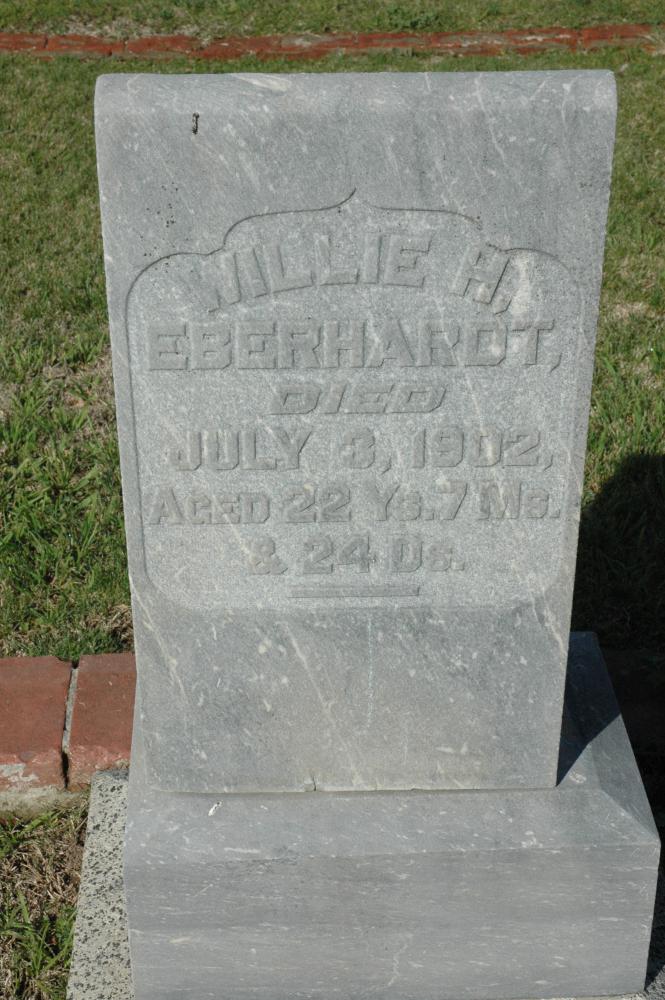 WILLIE H.
EBERHARDT,
DIED
JULY 3, 1902,
AGED 22 YS. 7 MS.
& 24 DS.